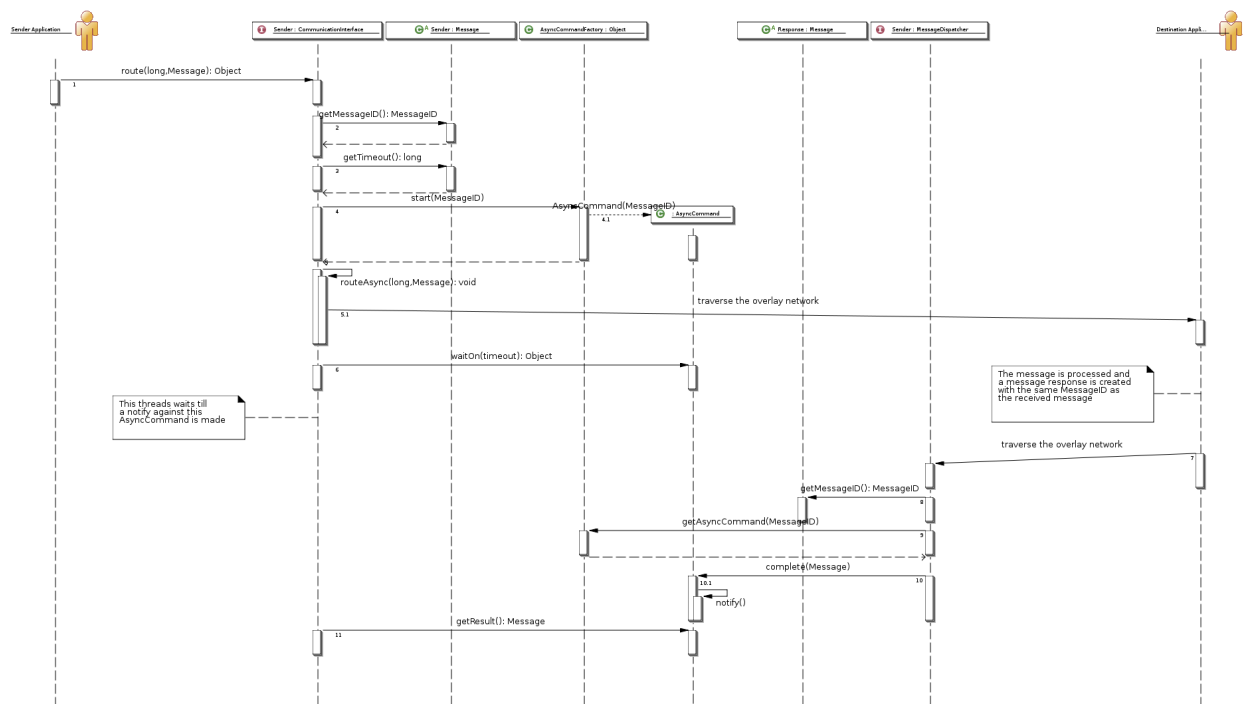 Sender Application
I Sender : CommunicationInterface
C A Sender : Message
C AsyncCommandFactory : Object
C A Response : Message
I Sender : MessageDispatcher
Destination Appli...
route(long,Message): Object
1
getMessageID(): MessageID
2
getTimeout(): long
3
start(MessageID)
4
AsyncCommand(MessageID)
4.1
C : AsyncCommand
5
routeAsync(long,Message): void
traverse the overlay network
5.1
waitOn(timeout): Object
6
The message is processed and
a message response is created
with the same MessageID as
the received message
This threads waits till
a notify against this
AsyncCommand is made
traverse the overlay network
7
getMessageID(): MessageID
8
getAsyncCommand(MessageID)
9
complete(Message)
10
10.1
notify()
getResult(): Message
11